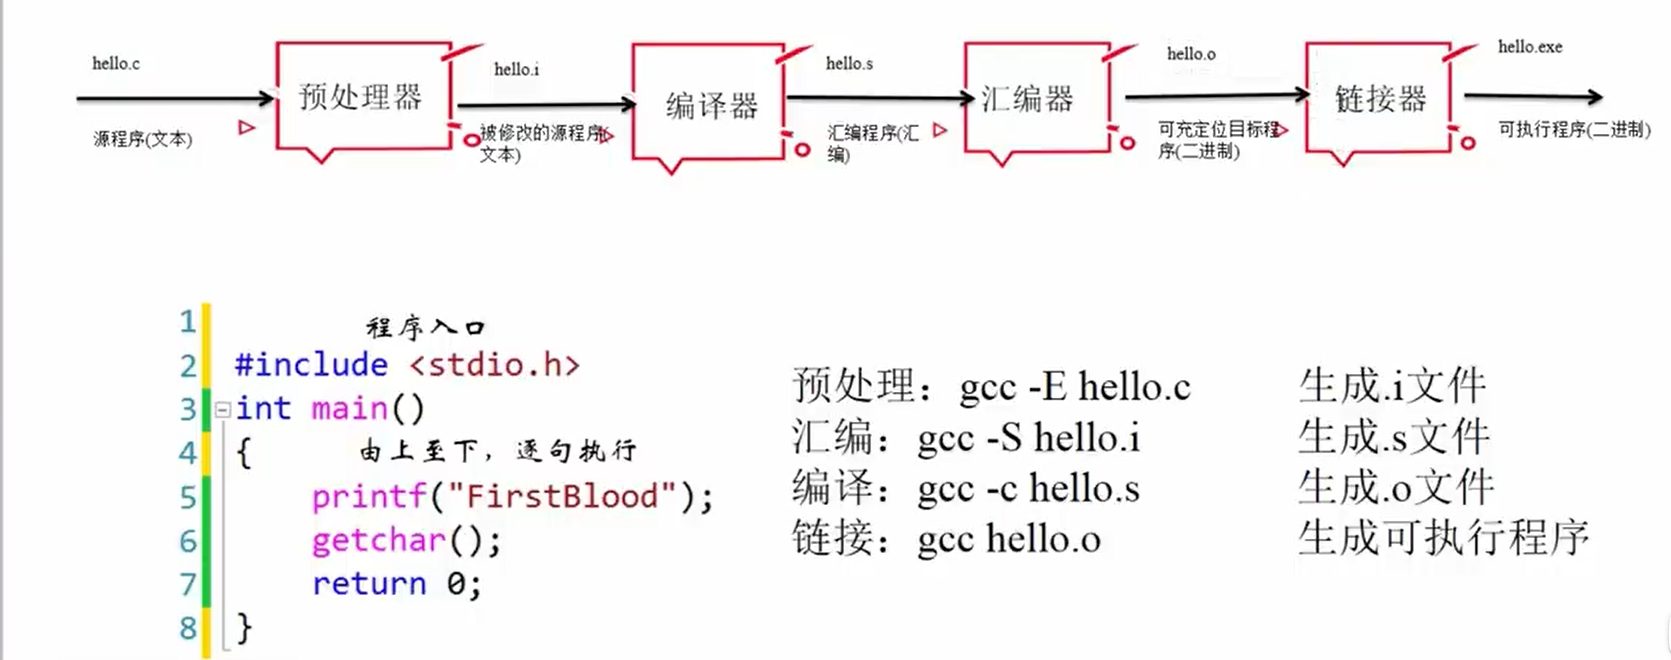 hello.c
源程序(文本)
预处理器
hello.i
被修改的源程序
文本)
编译器
hello.s
汇编程序(汇
编)
汇编器
hello.o
可充定位目标程
序(二进制)
链接器
hello.exe
可执行程序(二进制)
1 程序入口
2 #include <stdio.h>
3 int main()
4 { 由上至下，逐句执行
5 printf("FirstBlood");
6 getchar();
7 return 0;
8 }
预处理：gcc -E hello.c 生成.i文件
汇编：gcc -S hello.i 生成.s文件
编译：gcc -c hello.s 生成.o文件
链接：gcc hello.o 生成可执行程序